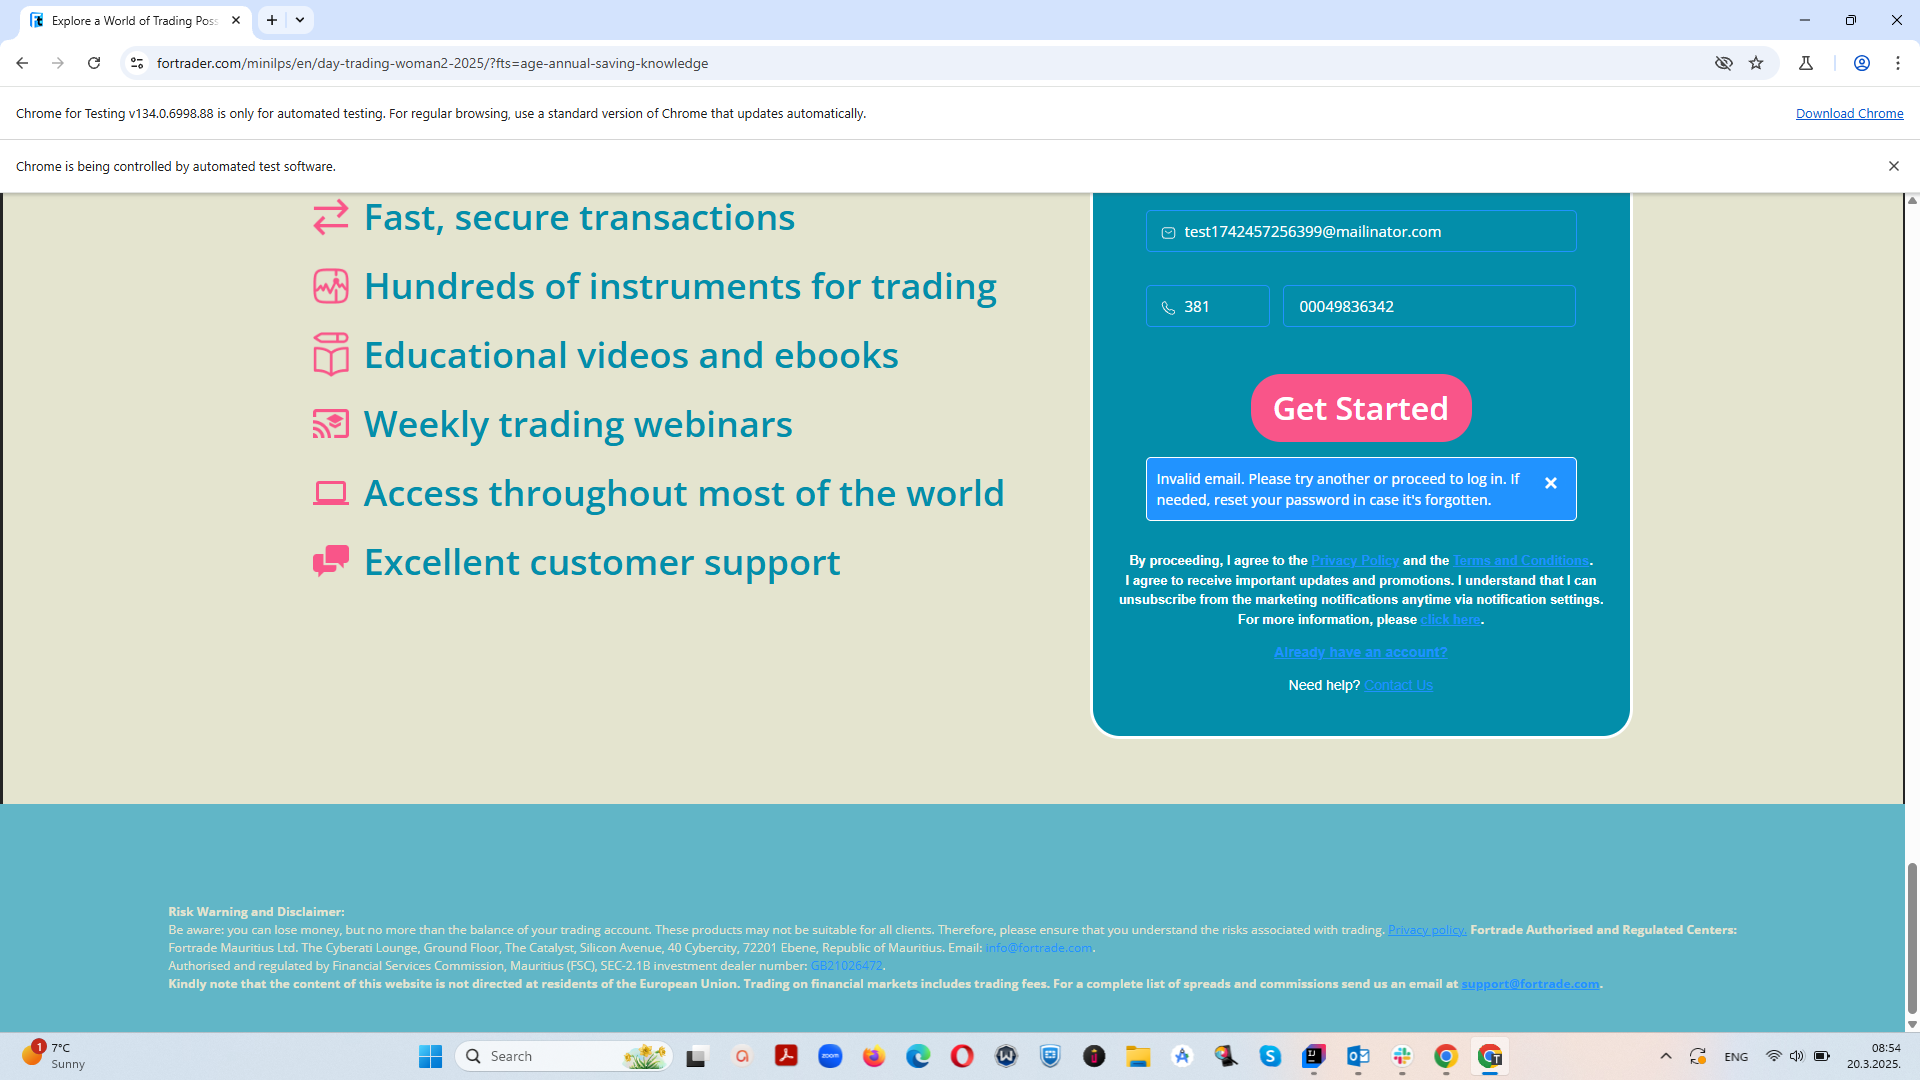 Explore a World of Trading Poss
fortrader.com/minilps/en/day-trading-woman2-2025/?fts=age-annual-saving-knowledge
Chrome for Testing v134.0.6998.88 is only for automated testing. For regular browsing, use a standard version of Chrome that updates automatically.
Download Chrome
Chrome is being controlled by automated test software.
Fast, secure transactions
Hundreds of instruments for trading
Educational videos and ebooks
Weekly trading webinars
Access throughout most of the world
Excellent customer support
test1742457256399@mailinator.com
381
00049836342
Get Started
Invalid email. Please try another or proceed to log in. If
needed, reset your password in case it's forgotten.
By proceeding, I agree to the Privacy Policy and the Terms and Conditions.
I agree to receive important updates and promotions. I understand that I can
unsubscribe from the marketing notifications anytime via notification settings.
For more information, please click here.
Already have an account?
Need help? Contact Us
Risk Warning and Disclaimer:
Be aware: you can lose money, but no more than the balance of your trading account. These products may not be suitable for all clients. Therefore, please ensure that you understand the risks associated with trading. Privacy policy. Fortrade Authorised and Regulated Centers:
Fortrade Mauritius Ltd. The Cyberati Lounge, Ground Floor, The Catalyst, Silicon Avenue, 40 Cybercity, 72201 Ebene, Republic of Mauritius. Email: info@fortrade.com.
Authorised and regulated by Financial Services Commission, Mauritius (FSC), SEC-2.1B investment dealer number: GB21026472.
Kindly note that the content of this website is not directed at residents of the European Union. Trading on financial markets includes trading fees. For a complete list of spreads and commissions send us an email at support@fortrade.com.
1
7°C
Sunny
Search
zoom
ENG
08:54
20.3.2025.